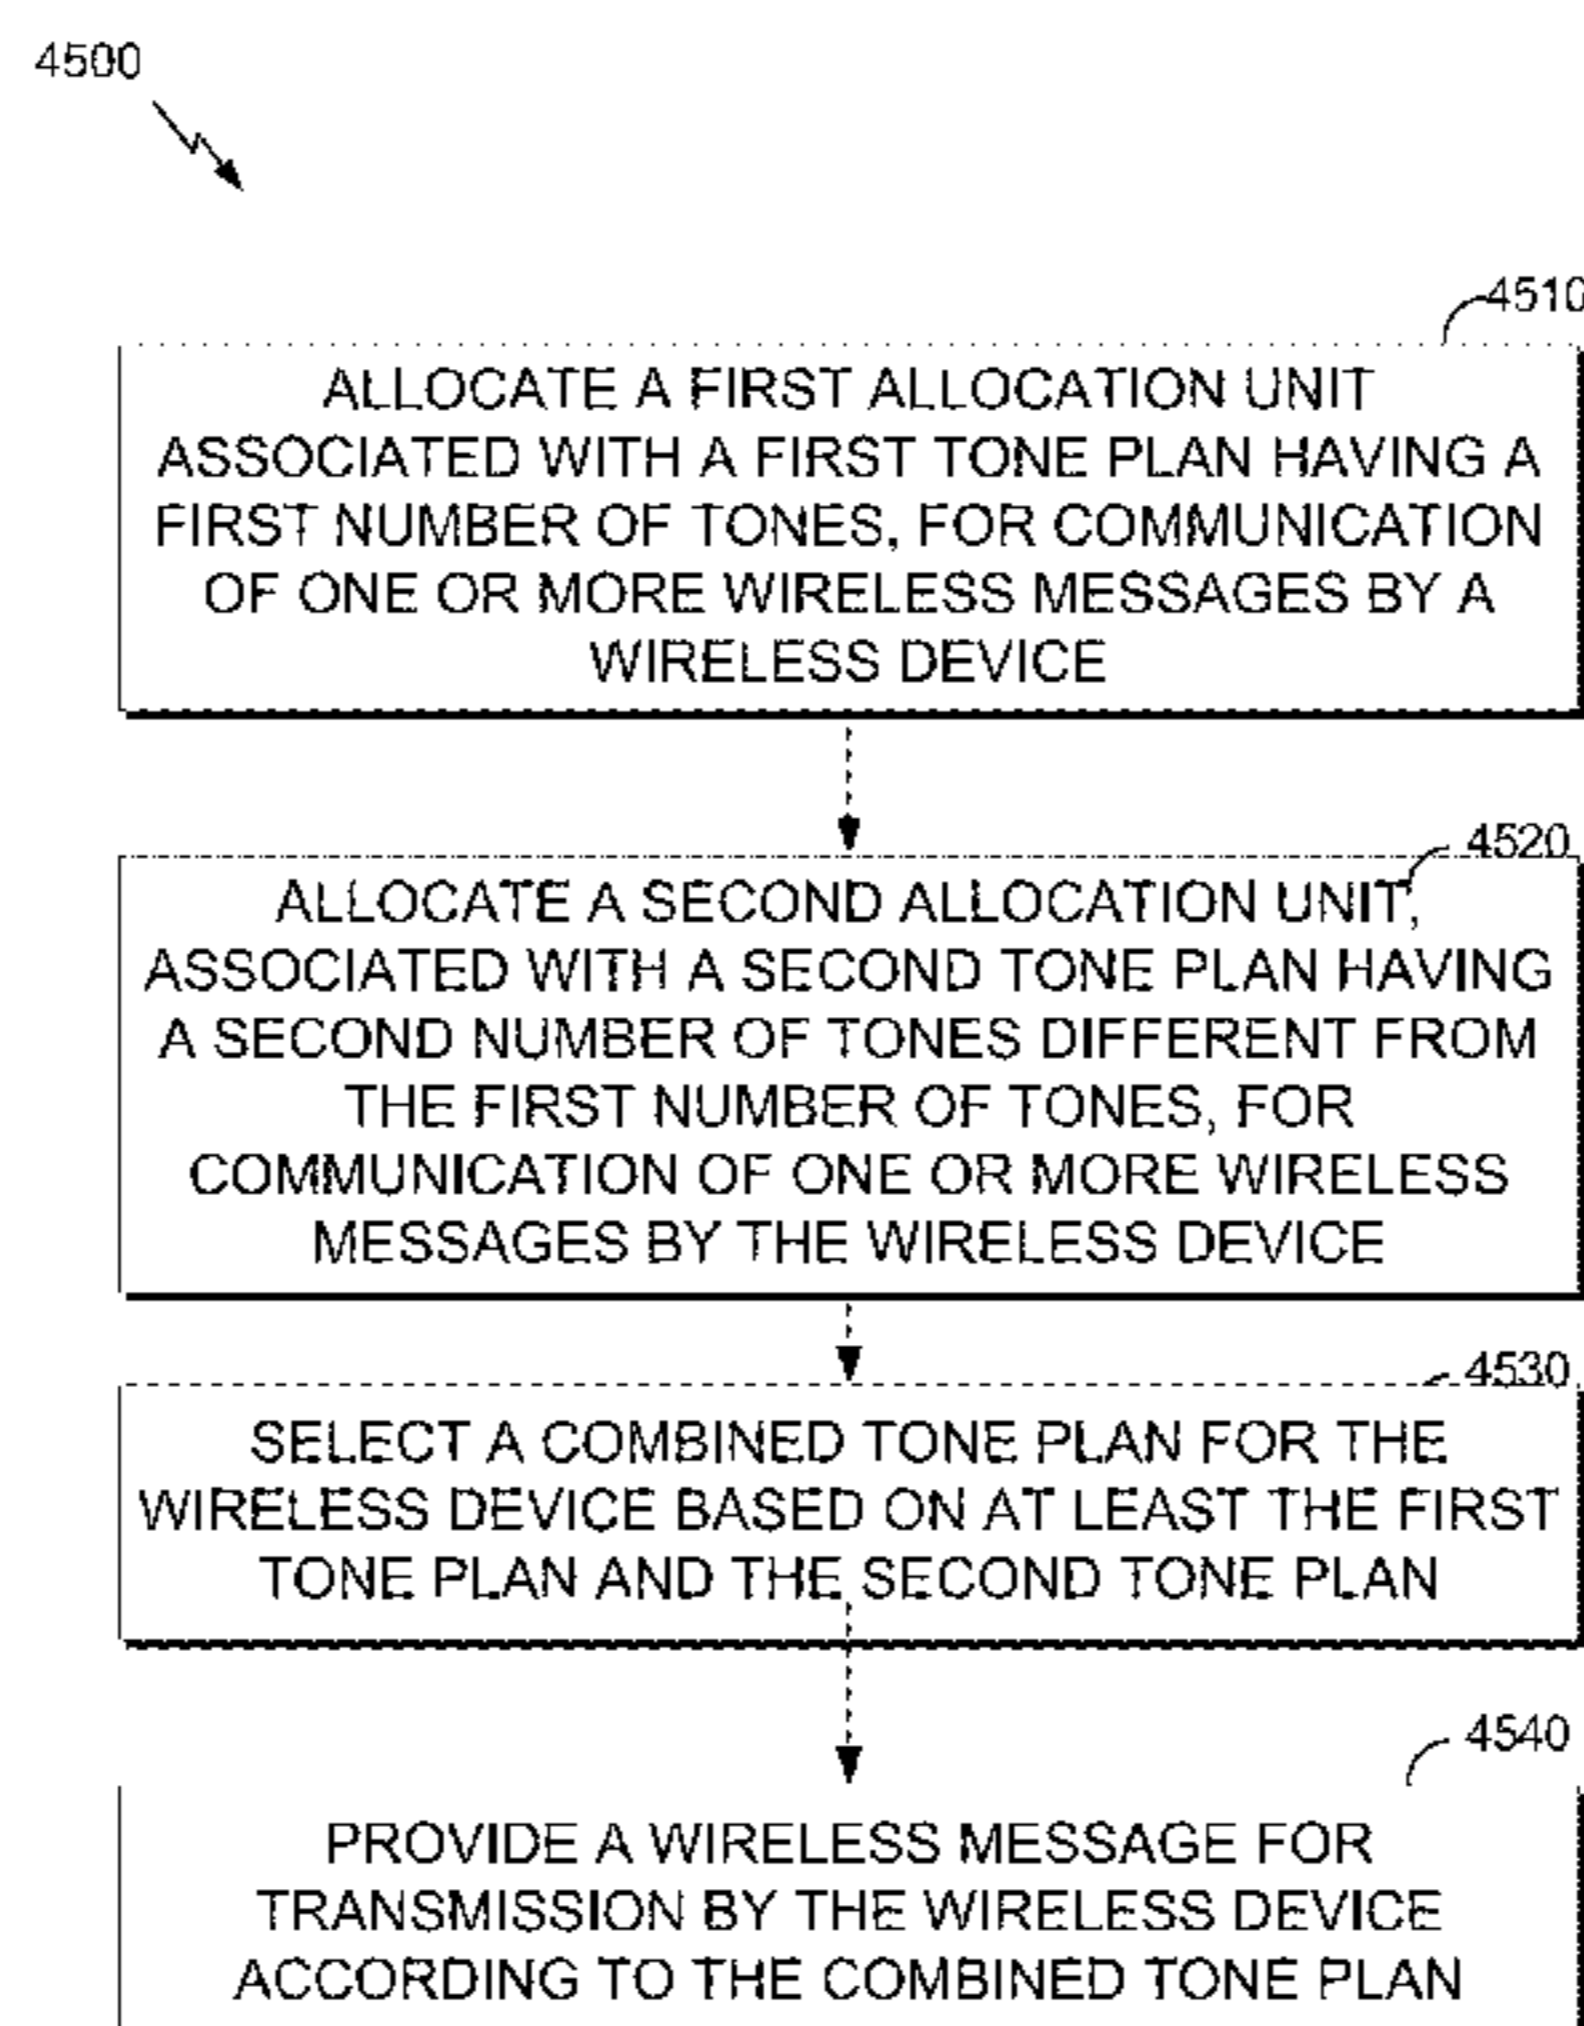 4500
4510
ALLOCATE A FIRST ALLOCATION UNIT
ASSOCIATED WITH A FIRST TONE PLAN HAVING A
FIRST NUMBER OF TONES, FOR COMMUNICATION
OF ONE OR MORE WIRELESS MESSAGES BY A
WIRELESS DEVICE
4520
ALLOCATE A SECOND ALLOCATION UNIT,
ASSOCIATED WITH A SECOND TONE PLAN HAVING
A SECOND NUMBER OF TONES DIFFERENT FROM
THE FIRST NUMBER OF TONES, FOR
COMMUNICATION OF ONE OR MORE WIRELESS
MESSAGES BY THE WIRELESS DEVICE
4530
SELECT A COMBINED TONE PLAN FOR THE
WIRELESS DEVICE BASED ON AT LEAST THE FIRST
TONE PLAN AND THE SECOND TONE PLAN
4540
PROVIDE A WIRELESS MESSAGE FOR
TRANSMISSION BY THE WIRELESS DEVICE
ACCORDING TO THE COMBINED TONE PLAN